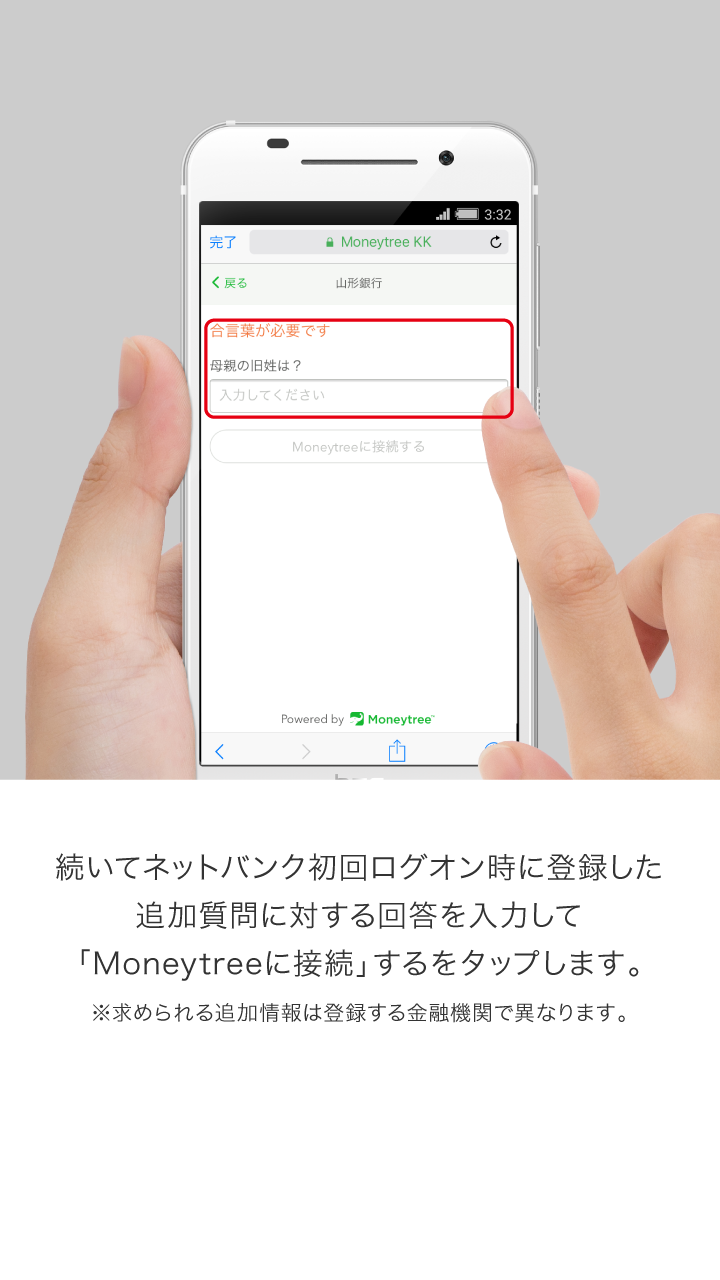 3:32
完了
Moneytree KK
戻る
山形銀行
合言葉が必要です
母親の旧姓は？
入力してください
Moneytreeに接続する
Powered by Moneytree™
続いてネットバンク初回ログオン時に登録した
追加質問に対する回答を入力して
「Moneytreeに接続」するをタップします。
※求められる追加情報は登録する金融機関で異なります。